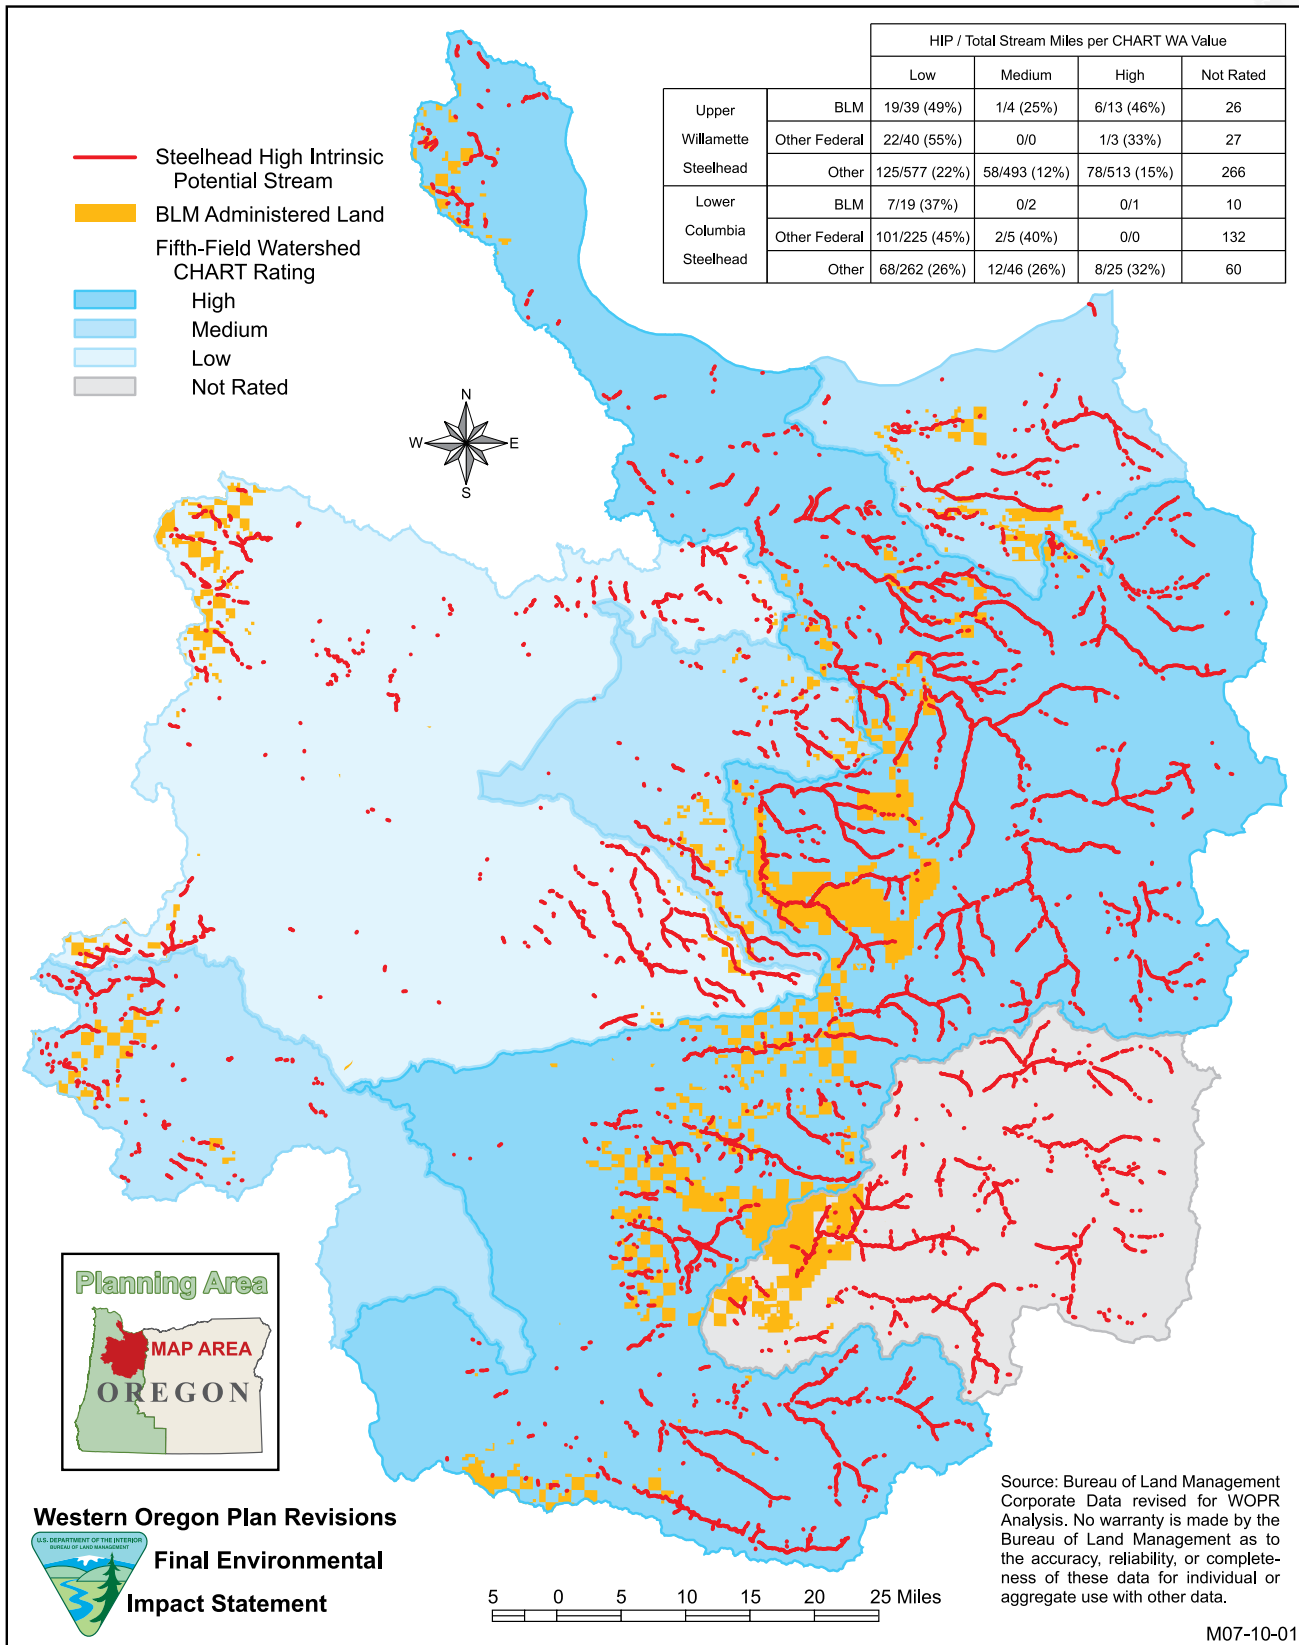 HIP / Total Stream Miles per CHART WA Value
Low Medium High Not Rated
Upper Willamette Steelhead
BLM 19/39 (49%) 1/4 (25%) 6/13 (46%) 26
Other Federal 22/40 (55%) 0/0 1/3 (33%) 27
Other 125/577 (22%) 58/493 (12%) 78/513 (15%) 266
Lower Columbia Steelhead
BLM 7/19 (37%) 0/2 0/1 10
Other Federal 101/225 (45%) 2/5 (40%) 0/0 132
Other 68/262 (26%) 12/46 (26%) 8/25 (32%) 60
Steelhead High Intrinsic
Potential Stream
BLM Administered Land
Fifth-Field Watershed
CHART Rating
High
Medium
Low
Not Rated
N
W E
S
Planning Area
MAP AREA
OREGON
Western Oregon Plan Revisions
U.S. DEPARTMENT OF THE INTERIOR
BUREAU OF LAND MANAGEMENT
Final Environmental
Impact Statement
5 0 5 10 15 20 25 Miles
Source: Bureau of Land Management
Corporate Data revised for WOPR
Analysis. No warranty is made by the
Bureau of Land Management as to
the accuracy, reliability, or complete-
ness of these data for individual or
aggregate use with other data.
M07-10-01